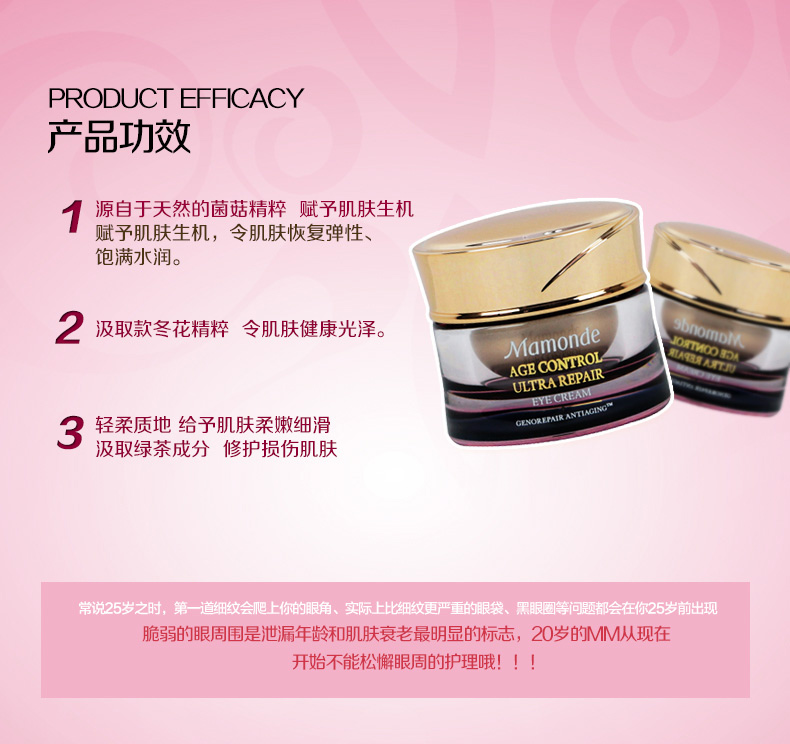 PRODUCT EFFICACY
产品功效
1
源自于天然的菌菇精粹 赋予肌肤生机
赋予肌肤生机，令肌肤恢复弹性、
饱满水润。
2
汲取款冬花精粹 令肌肤健康光泽。
3
轻柔质地 给予肌肤柔嫩细滑
汲取绿茶成分 修护损伤肌肤
Mamonde
AGE CONTROL
ULTRA REPAIR
EYE CREAM
GENOREPAIR ANTIAGING™
Mamonde
AGE CONTROL
ULTRA REPAIR
EYE CREAM
常说25岁之时，第一道细纹会爬上你的眼角、实际上比细纹更严重的眼袋、黑眼圈等问题都会在你25岁前出现
脆弱的眼周围是泄漏年龄和肌肤衰老最明显的标志，20岁的MM从现在
开始不能松懈眼周的护理哦！！！